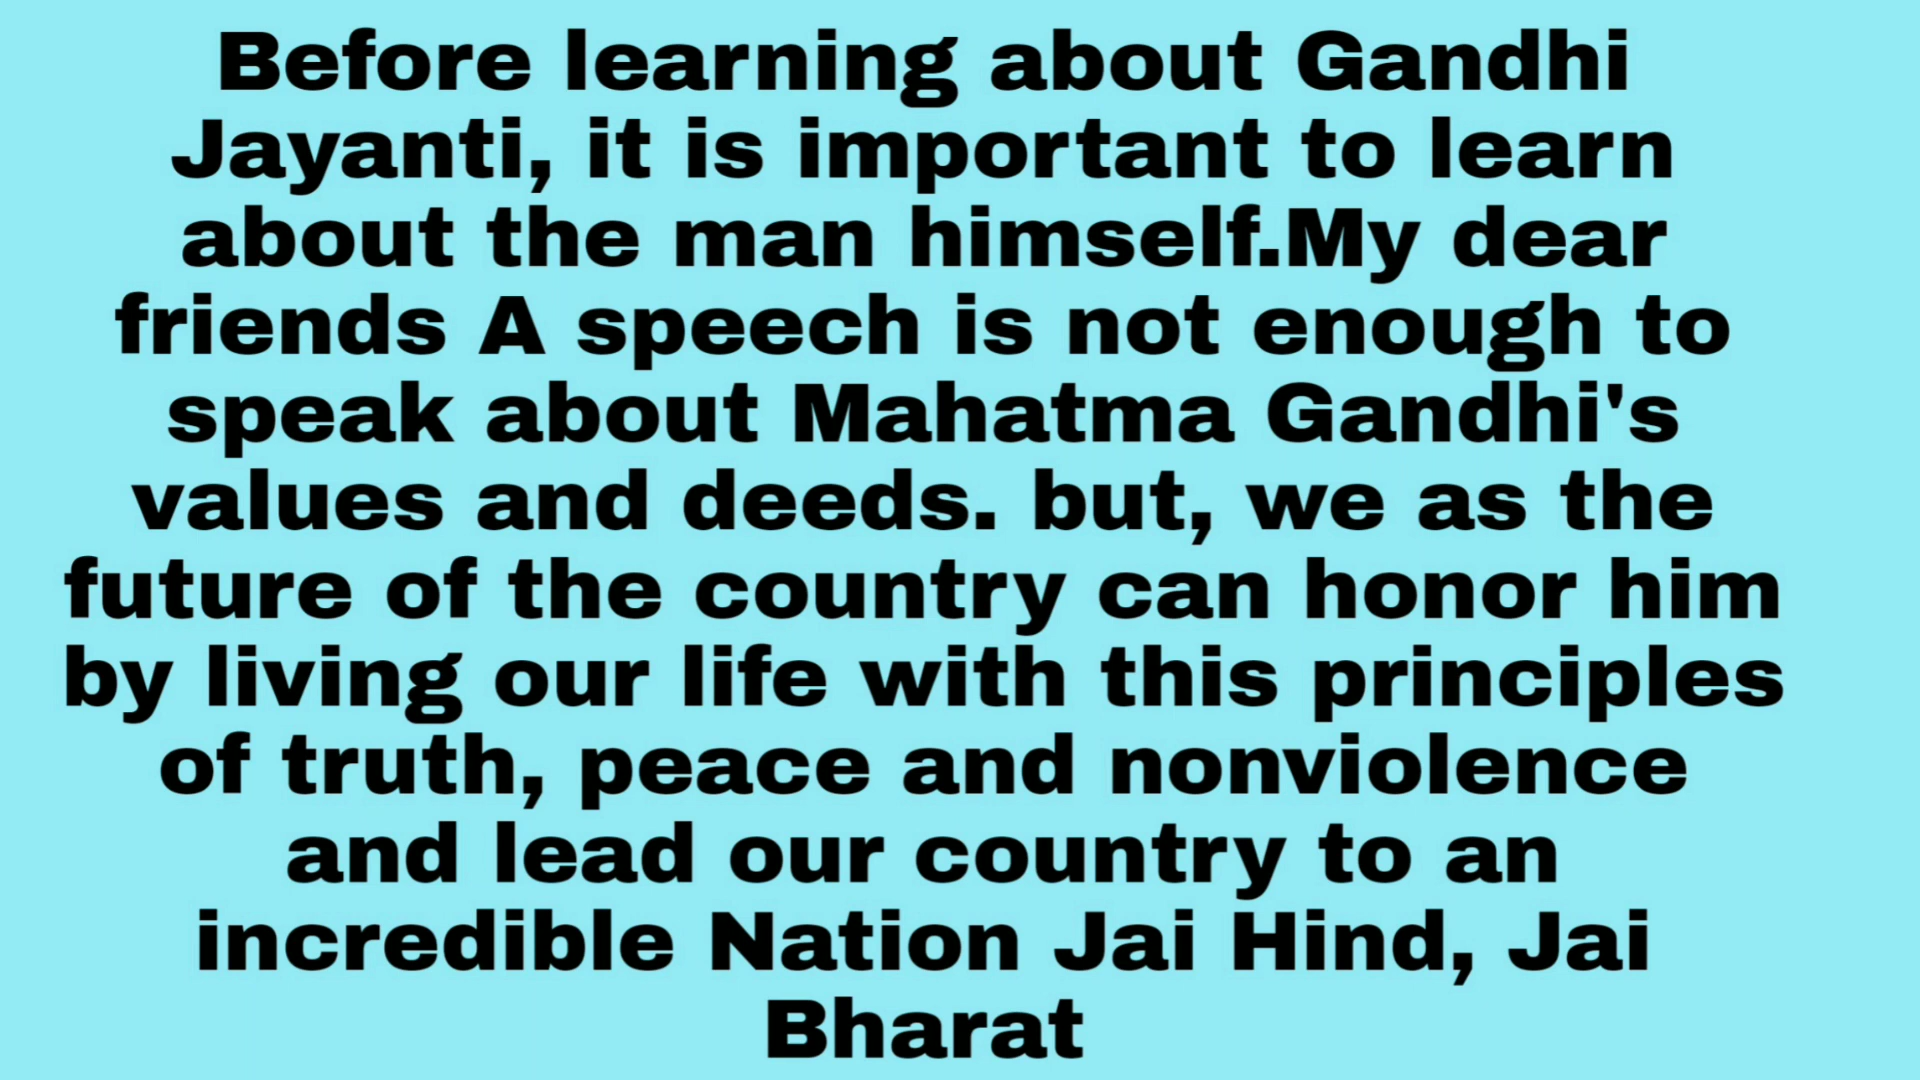 Before learning about Gandhi
Jayanti, it is important to learn
about the man himself.My dear
friends A speech is not enough to
speak about Mahatma Gandhi's
values and deeds. but, we as the
future of the country can honor him
by living our life with this principles
of truth, peace and nonviolence
and lead our country to an
incredible Nation Jai Hind, Jai
Bharat